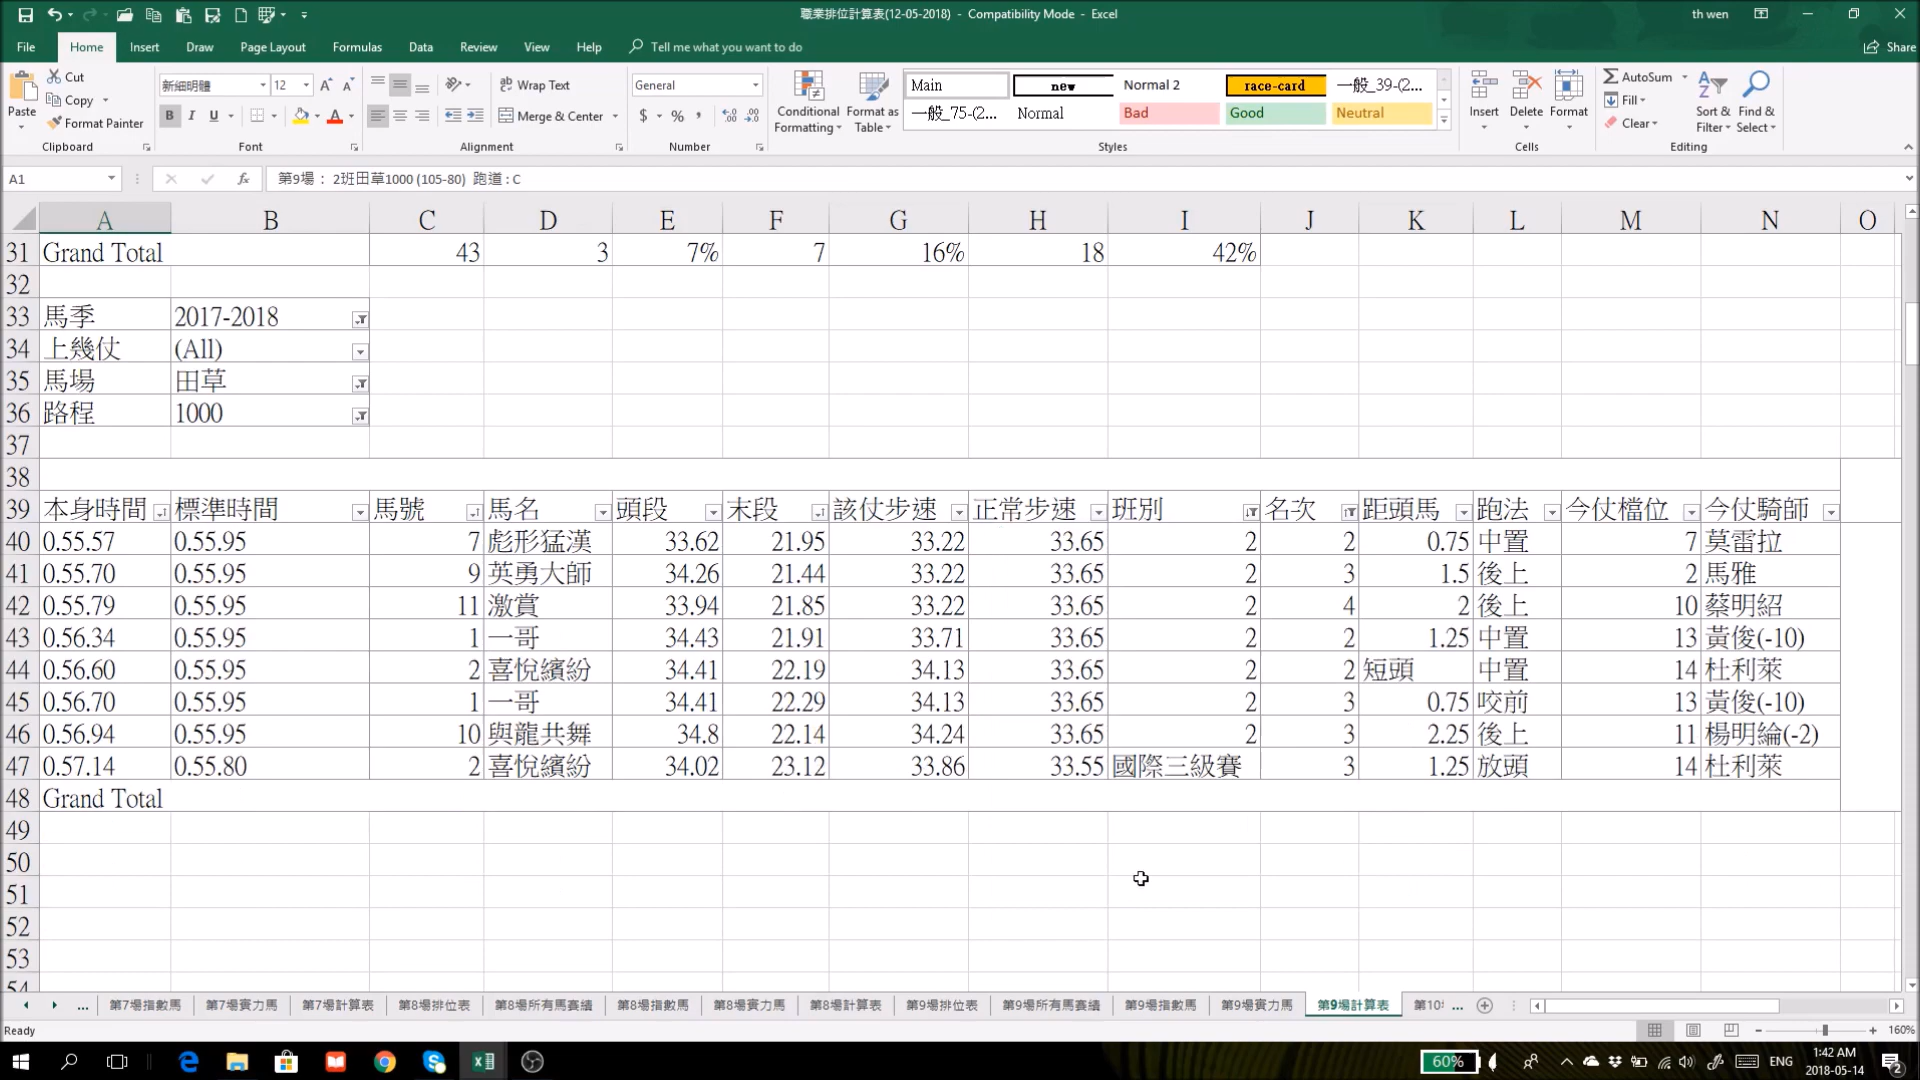 職業排位計算表(12-05-2018) - Compatibility Mode - Excel
th wen
File Home Insert Draw Page Layout Formulas Data Review View Help Tell me what you want to do Share
Paste
Cut
Copy
Format Painter
新細明體 12
B I U
Wrap Text
Merge & Center
General
$ % ,
Conditional Formatting
Format as Table
Main new Normal 2 race-card 一般_39-(2...
一般_75-(2... Normal Bad Good Neutral
Insert Delete Format
AutoSum
Fill
Clear
Sort & Filter
Find & Select
Clipboard Font Alignment Number Styles Cells Editing
A1 fx 第9場 : 2班田草1000 (105-80) 跑道 : C
A B C D E F G H I J K L M N O
31 Grand Total 43 3 7% 7 16% 18 42%
32
33 馬季 2017-2018
34 上幾仗 (All)
35 馬場 田草
36 路程 1000
37
38
39 本身時間 標準時間 馬號 馬名 頭段 末段 該仗步速 正常步速 班別 名次 距頭馬 跑法 今仗檔位 今仗騎師
40 0.55.57 0.55.95 7 彪形猛漢 33.62 21.95 33.22 33.65 2 2 0.75 中置 7 莫雷拉
41 0.55.70 0.55.95 9 英勇大師 34.26 21.44 33.22 33.65 2 3 1.5 後上 2 馬雅
42 0.55.79 0.55.95 11 激賞 33.94 21.85 33.22 33.65 2 4 2 後上 10 蔡明紹
43 0.56.34 0.55.95 1 一哥 34.43 21.91 33.71 33.65 2 2 1.25 中置 13 黃俊(-10)
44 0.56.60 0.55.95 2 喜悅繽紛 34.41 22.19 34.13 33.65 2 2 短頭 中置 14 杜利萊
45 0.56.70 0.55.95 1 一哥 34.41 22.29 34.13 33.65 2 3 0.75 咬前 13 黃俊(-10)
46 0.56.94 0.55.95 10 與龍共舞 34.8 22.14 34.24 33.65 2 3 2.25 後上 11 楊明綸(-2)
47 0.57.14 0.55.80 2 喜悅繽紛 34.02 23.12 33.86 33.55 國際三級賽 3 1.25 放頭 14 杜利萊
48 Grand Total
49
50
51
52
53
54
... 第7場指數馬 第7場實力馬 第7場計算表 第8場排位表 第8場所有馬賽績 第8場指數馬 第8場實力馬 第8場計算表 第9場排位表 第9場所有馬賽績 第9場指數馬 第9場實力馬 第9場計算表 第10 ...
Ready 160%
60% ENG 1:42 AM
2018-05-14 2